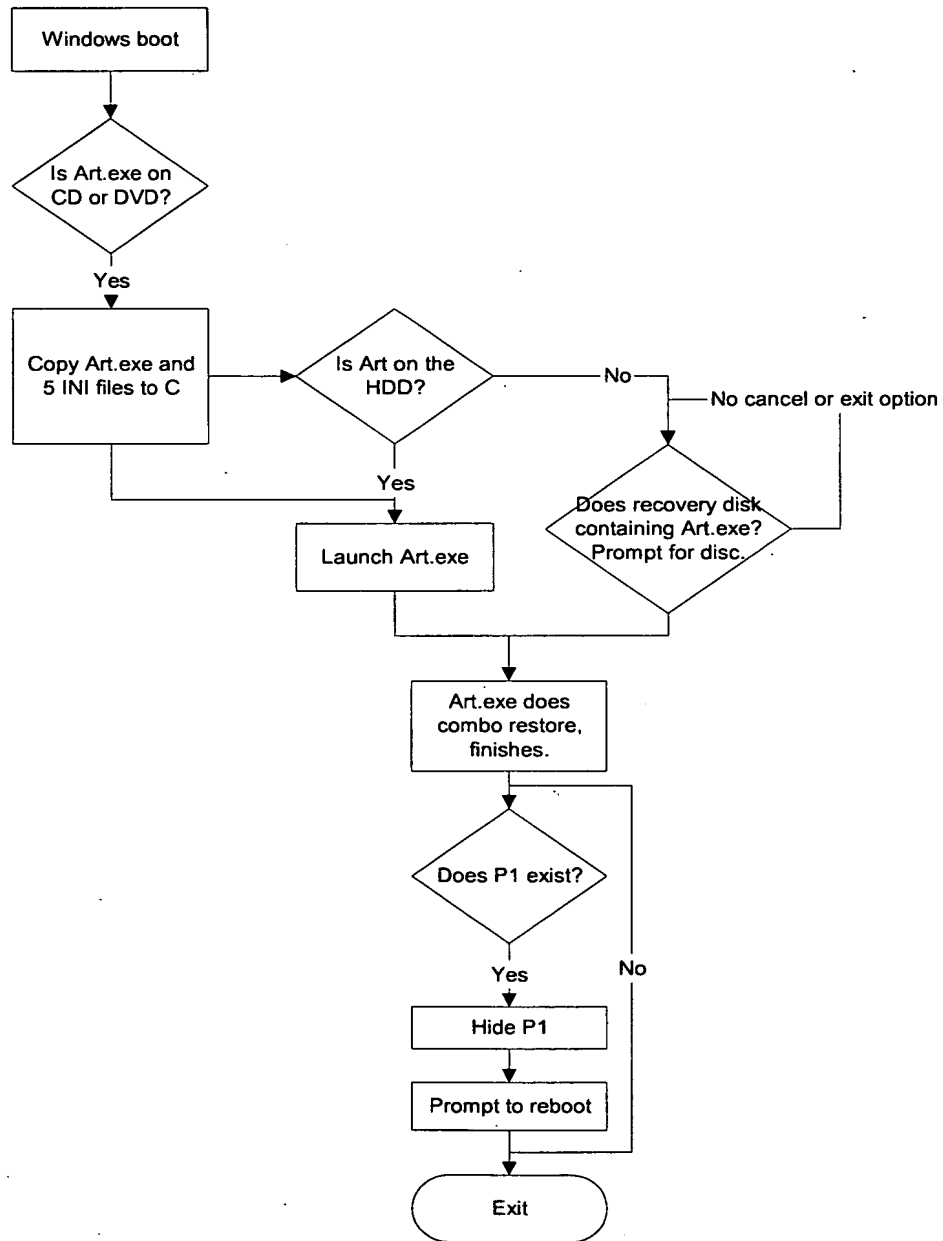 Windows boot
Is Art.exe on
CD or DVD?
Yes
Copy Art.exe and
5 INI files to C
Is Art on the
HDD?
No
No cancel or exit option
Yes
Does recovery disk
containing Art.exe?
Prompt for disc.
Launch Art.exe
Art.exe does
combo restore,
finishes.
Does P1 exist?
Yes
No
Hide P1
Prompt to reboot
Exit